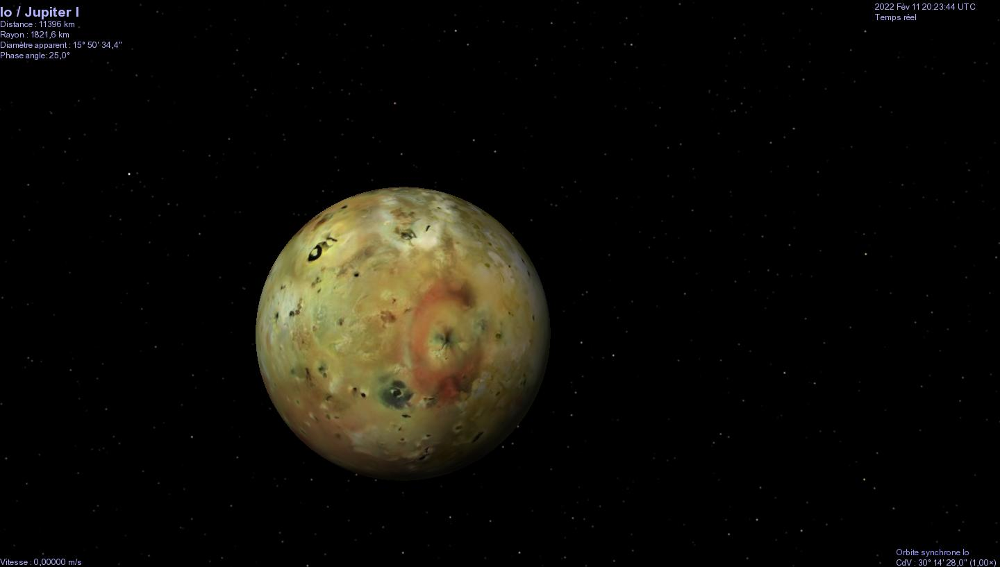 Io / Jupiter I
Distance : 11396 km
Rayon : 1821,6 km
Diamètre apparent : 15° 50' 34,4"
Phase angle: 25,0°
2022 Fév 11 20:23:44 UTC
Temps réel
Vitesse : 0,00000 m/s
Orbite synchrone Io
CdV : 30° 14' 28,0" (1,00×)